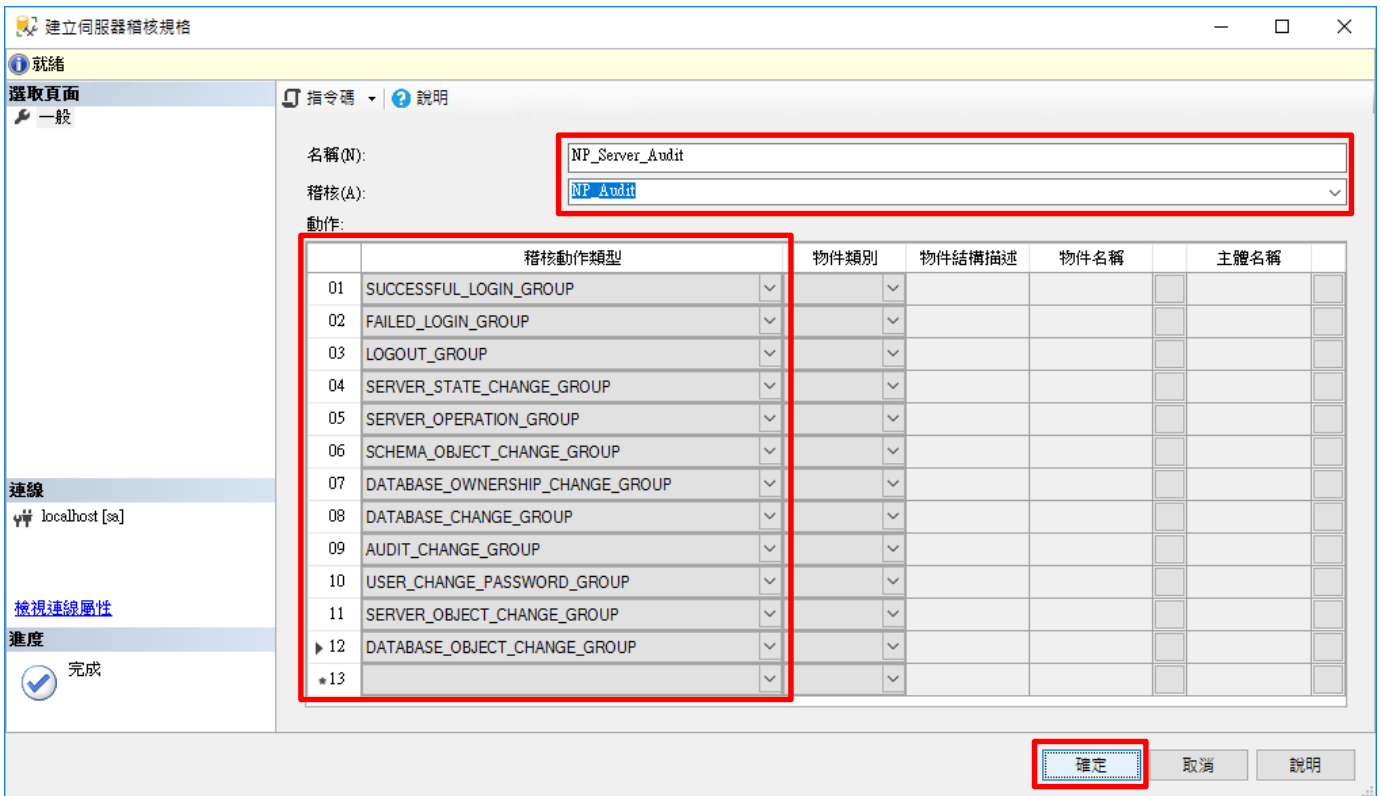 建立伺服器稽核規格
就緒
選取頁面
一般
指令碼 說明
名稱(N): NP_Server_Audit
稽核(A): NP_Audit
動作:
稽核動作類型 物件類別 物件結構描述 物件名稱 主體名稱
01 SUCCESSFUL_LOGIN_GROUP
02 FAILED_LOGIN_GROUP
03 LOGOUT_GROUP
04 SERVER_STATE_CHANGE_GROUP
05 SERVER_OPERATION_GROUP
06 SCHEMA_OBJECT_CHANGE_GROUP
07 DATABASE_OWNERSHIP_CHANGE_GROUP
08 DATABASE_CHANGE_GROUP
09 AUDIT_CHANGE_GROUP
10 USER_CHANGE_PASSWORD_GROUP
11 SERVER_OBJECT_CHANGE_GROUP
12 DATABASE_OBJECT_CHANGE_GROUP
*13
連線
localhost [sa]
檢視連線屬性
進度
完成
確定 取消 說明